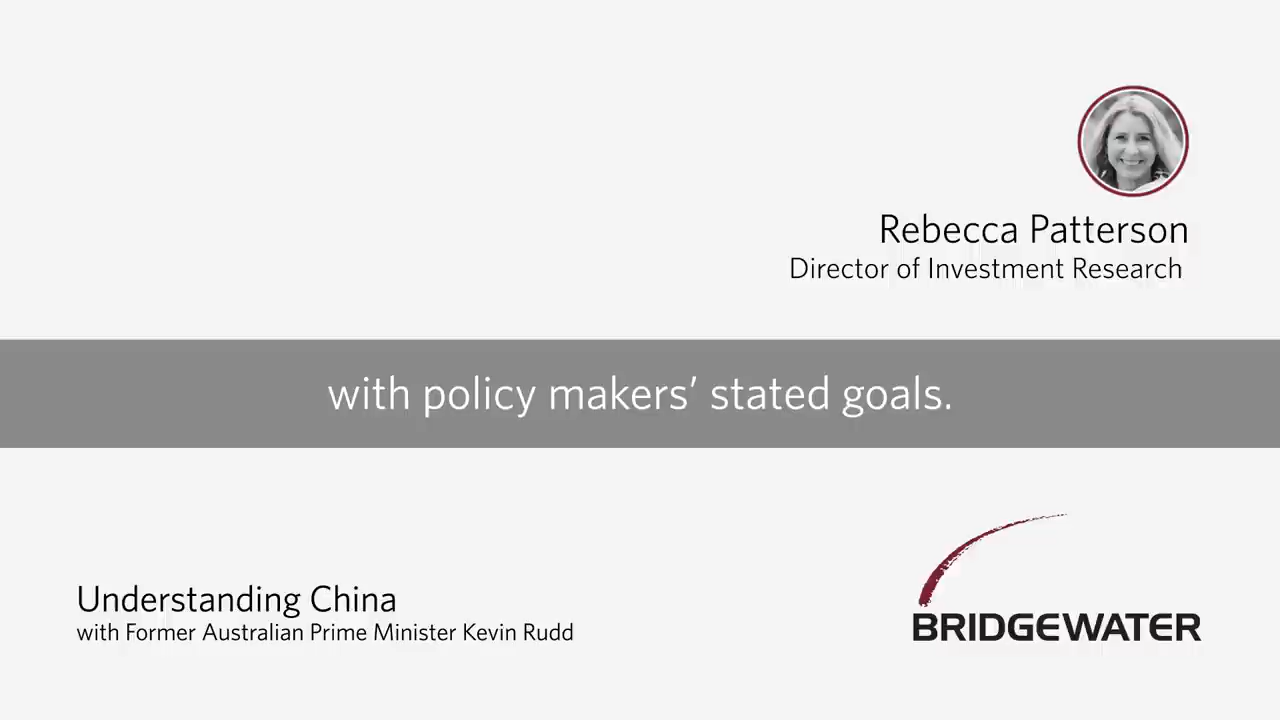 Rebecca Patterson
Director of Investment Research
with policy makers’ stated goals.
Understanding China
with Former Australian Prime Minister Kevin Rudd
BRIDGEWATER